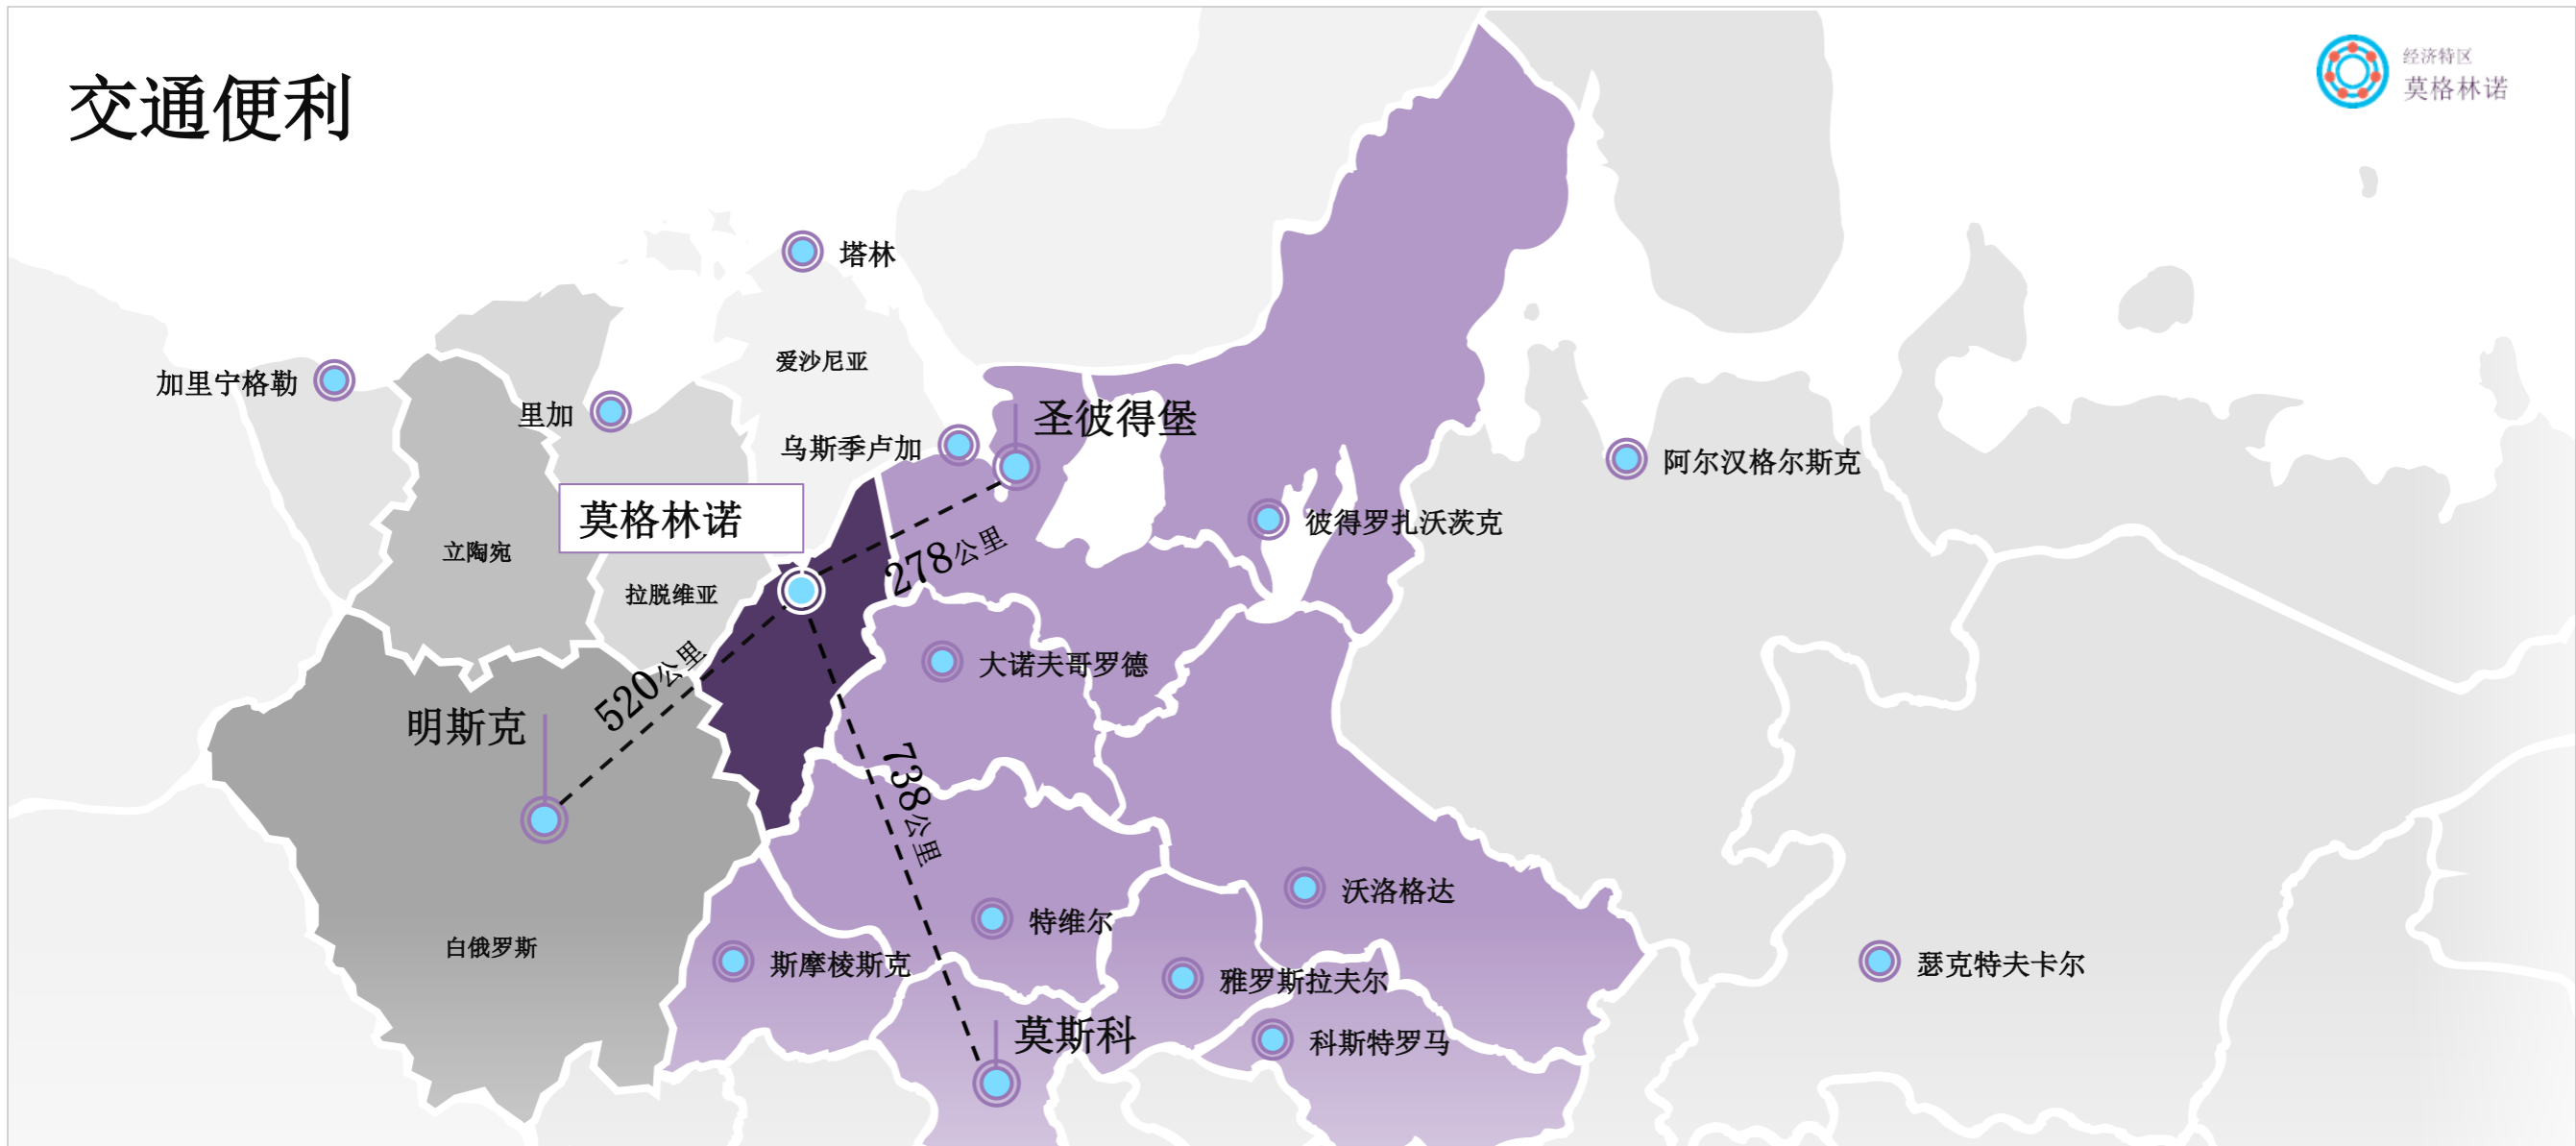 交通便利
经济特区
莫格林诺
塔林
爱沙尼亚
加里宁格勒
里加
乌斯季卢加
圣彼得堡
阿尔汉格尔斯克
莫格林诺
彼得罗扎沃茨克
立陶宛
拉脱维亚
278公里
大诺夫哥罗德
520公里
明斯克
738公里
沃洛格达
特维尔
白俄罗斯
斯摩棱斯克
雅罗斯拉夫尔
瑟克特夫卡尔
莫斯科
科斯特罗马